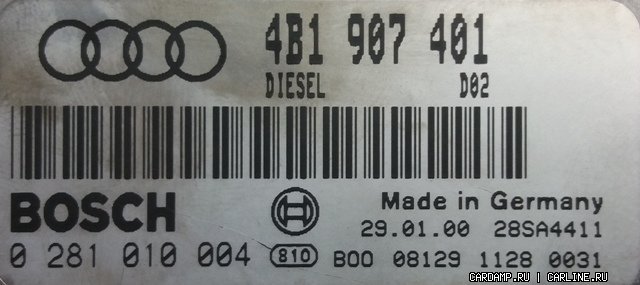 4B1 907 401
DIESEL D02
BOSCH
Made in Germany
29.01.00 28SA4411
0 281 010 004 810 B00 08129 1128 0031
CARDAMP.RU | CARLINE.RU